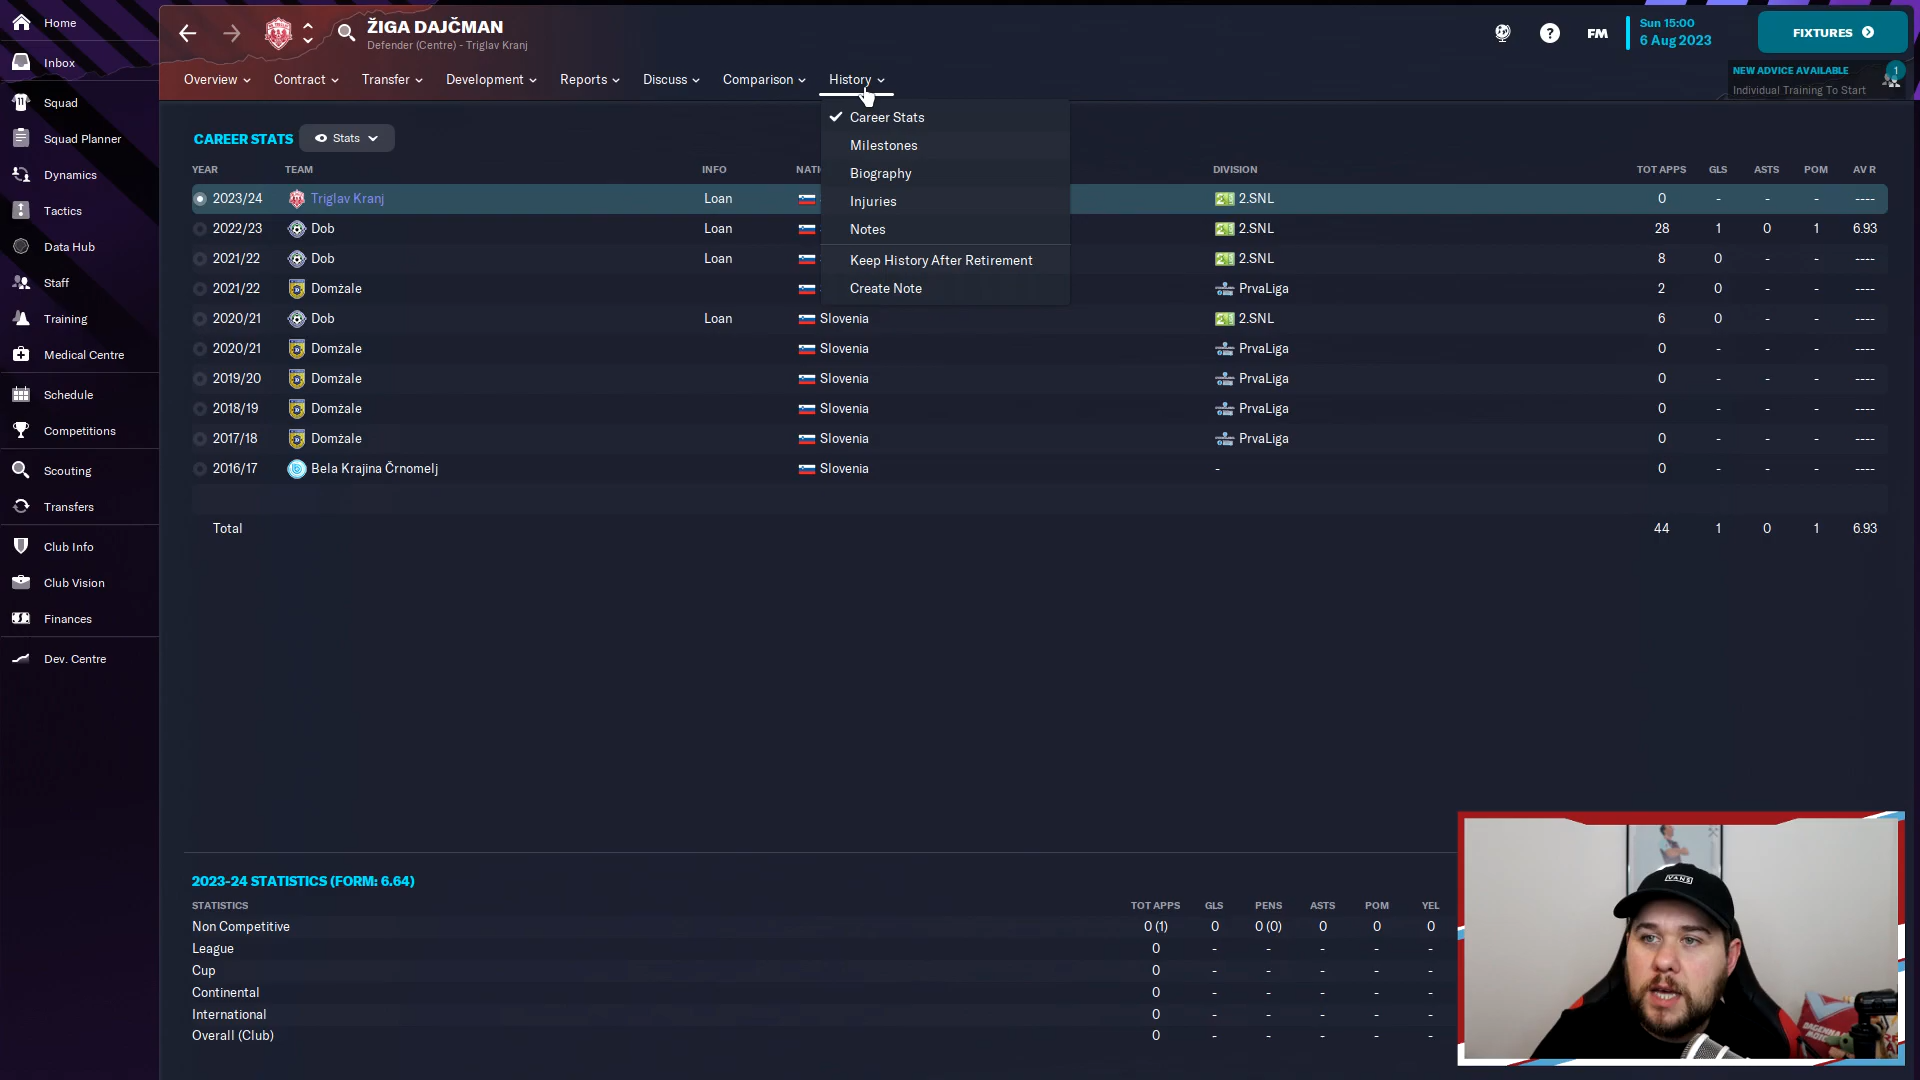 Home
Inbox
Squad
Squad Planner
Dynamics
Tactics
Data Hub
Staff
Training
Medical Centre
Schedule
Competitions
Scouting
Transfers
Club Info
Club Vision
Finances
Dev. Centre
ŽIGA DAJČMAN
Defender (Centre) - Triglav Kranj
FM
Sun 15:00
6 Aug 2023
FIXTURES
NEW ADVICE AVAILABLE 1
Individual Training To Start
Overview Contract Transfer Development Reports Discuss Comparison History
Career Stats
Milestones
Biography
Injuries
Notes
Keep History After Retirement
Create Note
CAREER STATS Stats
YEAR TEAM INFO DIVISION TOT APPS GLS ASTS POM AV R
2023/24 Triglav Kranj Loan 2.SNL 0 - - - ----
2022/23 Dob Loan 2.SNL 28 1 0 1 6.93
2021/22 Dob Loan 2.SNL 8 0 - - ----
2021/22 Domžale PrvaLiga 2 0 - - ----
2020/21 Dob Loan Slovenia 2.SNL 6 0 - - ----
2020/21 Domžale Slovenia PrvaLiga 0 - - - ----
2019/20 Domžale Slovenia PrvaLiga 0 - - - ----
2018/19 Domžale Slovenia PrvaLiga 0 - - - ----
2017/18 Domžale Slovenia PrvaLiga 0 - - - ----
2016/17 Bela Krajina Črnomelj Slovenia - 0 - - - ----
Total 44 1 0 1 6.93
2023-24 STATISTICS (FORM: 6.64)
STATISTICS TOT APPS GLS PENS ASTS POM YEL
Non Competitive 0 (1) 0 0 (0) 0 0 0
League 0 - - - - -
Cup 0 - - - - -
Continental 0 - - - - -
International 0 - - - - -
Overall (Club) 0 - - - - -
VANS